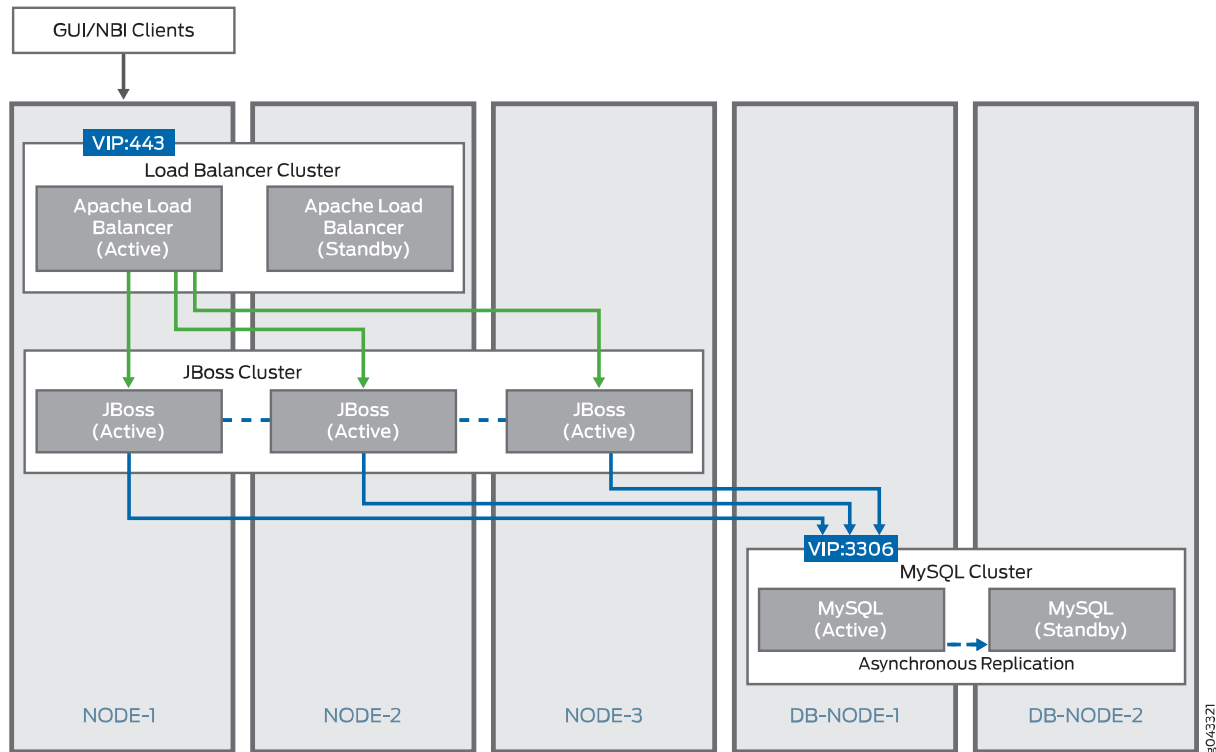 GUI/NBI Clients
VIP:443
Load Balancer Cluster
Apache Load
Balancer
(Active)
Apache Load
Balancer
(Standby)
JBoss Cluster
JBoss
(Active)
JBoss
(Active)
JBoss
(Active)
VIP:3306
MySQL Cluster
MySQL
(Active)
MySQL
(Standby)
Asynchronous Replication
NODE-1
NODE-2
NODE-3
DB-NODE-1
DB-NODE-2
g043321